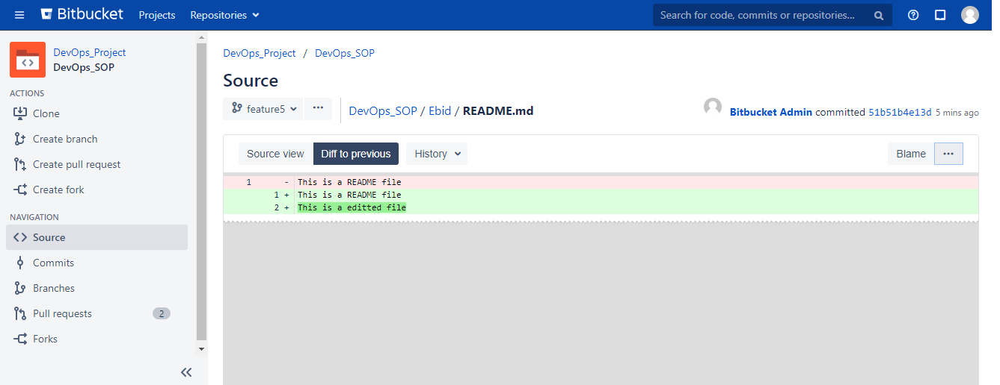 Bitbucket Projects Repositories Search for code, commits or repositories...
DevOps_Project
DevOps_SOP
ACTIONS
Clone
Create branch
Create pull request
Create fork
NAVIGATION
Source
Commits
Branches
Pull requests 2
Forks
DevOps_Project / DevOps_SOP
Source
feature5 ... DevOps_SOP / Ebid / README.md Bitbucket Admin committed 51b51b4e13d 5 mins ago
Source view Diff to previous History Blame ...
1 - This is a README file
1 + This is a README file
2 + This is a editted file